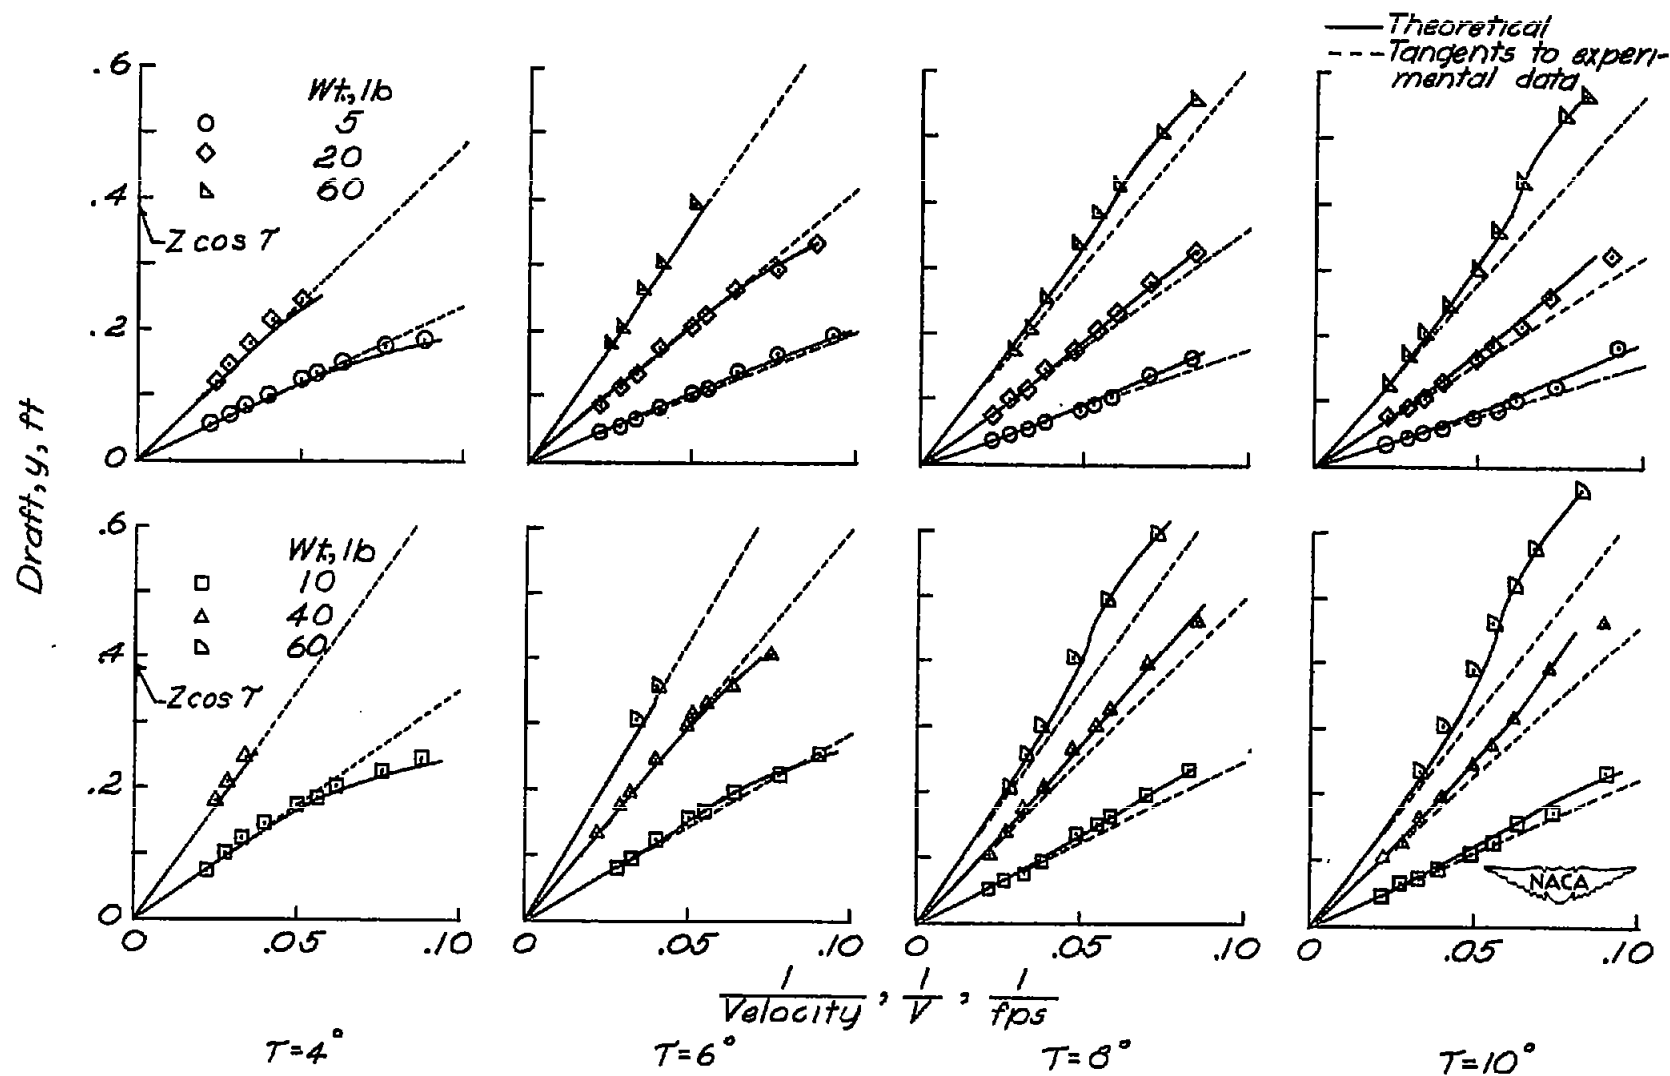 Theoretical
Tangents to experi-
mental data
.6
.4
.2
0
Wt., lb
5
20
60
Z cos τ
Draft, y, ft
.6
.4
.2
0
Wt., lb
10
40
60
Z cos τ
NACA
0 .05 .10
0 .05 .10
0 .05 .10
0 .05 .10
1/Velocity, 1/V, 1/fps
τ=4°
τ=6°
τ=8°
τ=10°